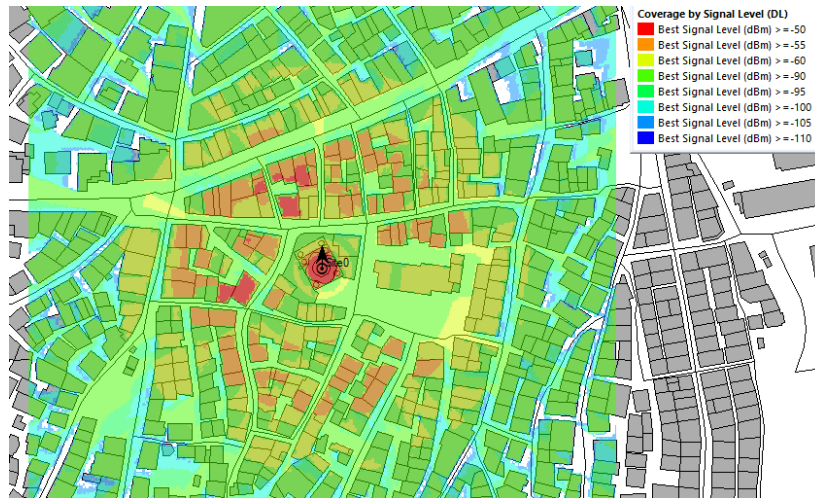 Coverage by Signal Level (DL)
Best Signal Level (dBm) >=-50
Best Signal Level (dBm) >=-55
Best Signal Level (dBm) >=-60
Best Signal Level (dBm) >=-90
Best Signal Level (dBm) >=-95
Best Signal Level (dBm) >=-100
Best Signal Level (dBm) >=-105
Best Signal Level (dBm) >=-110
Site0